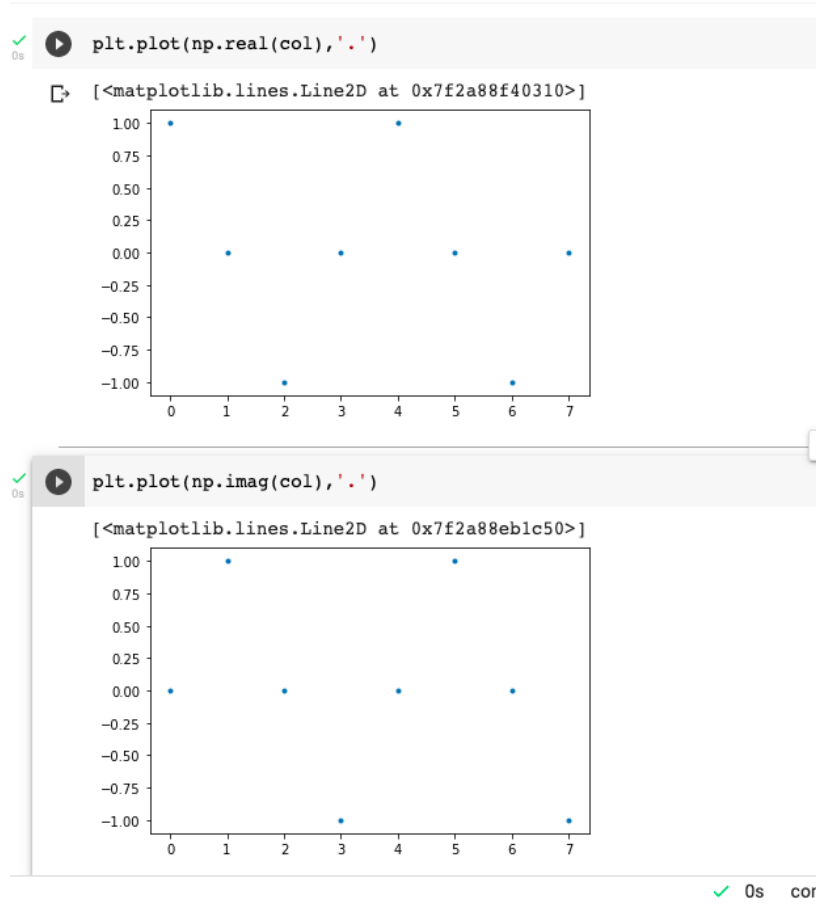 plt.plot(np.real(col),'.')
0s
[<matplotlib.lines.Line2D at 0x7f2a88f40310>]
1.00
0.75
0.50
0.25
0.00
−0.25
−0.50
−0.75
−1.00
0 1 2 3 4 5 6 7
plt.plot(np.imag(col),'.')
0s
[<matplotlib.lines.Line2D at 0x7f2a88eb1c50>]
1.00
0.75
0.50
0.25
0.00
−0.25
−0.50
−0.75
−1.00
0 1 2 3 4 5 6 7
0s cor